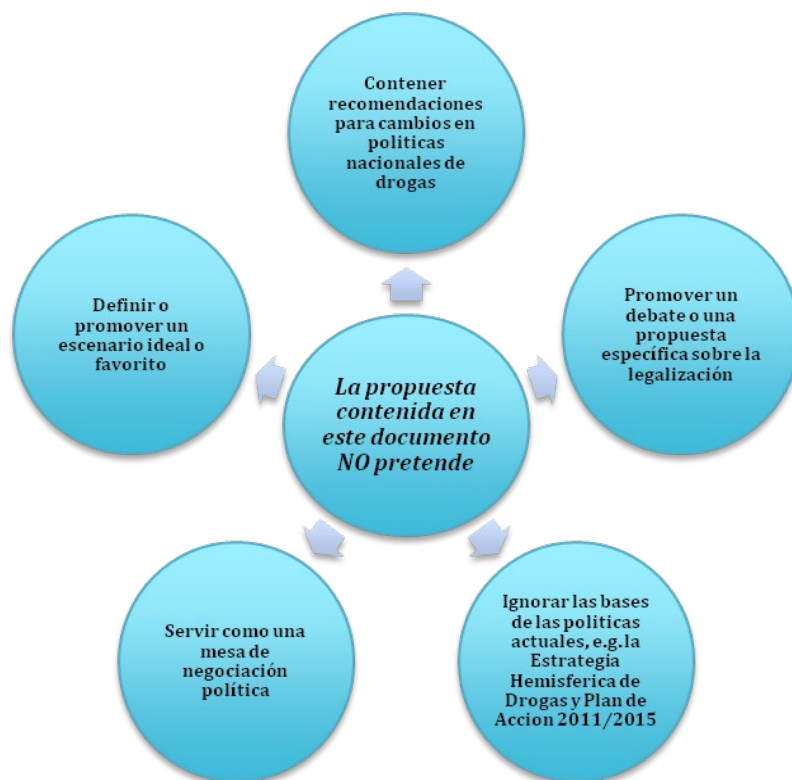 Contener
recomendaciones
para cambios en
politicas
nacionales de
drogas
Definir o
promover un
escenario ideal o
favorito
Promover un
debate o una
propuesta
específica sobre la
legalización
La propuesta
contenida en
este documento
NO pretende
Servir como una
mesa de
negociación
política
Ignorar las bases
de las politicas
actuales, e.g.la
Estrategia
Hemisferica de
Drogas y Plan de
Accion 2011/2015